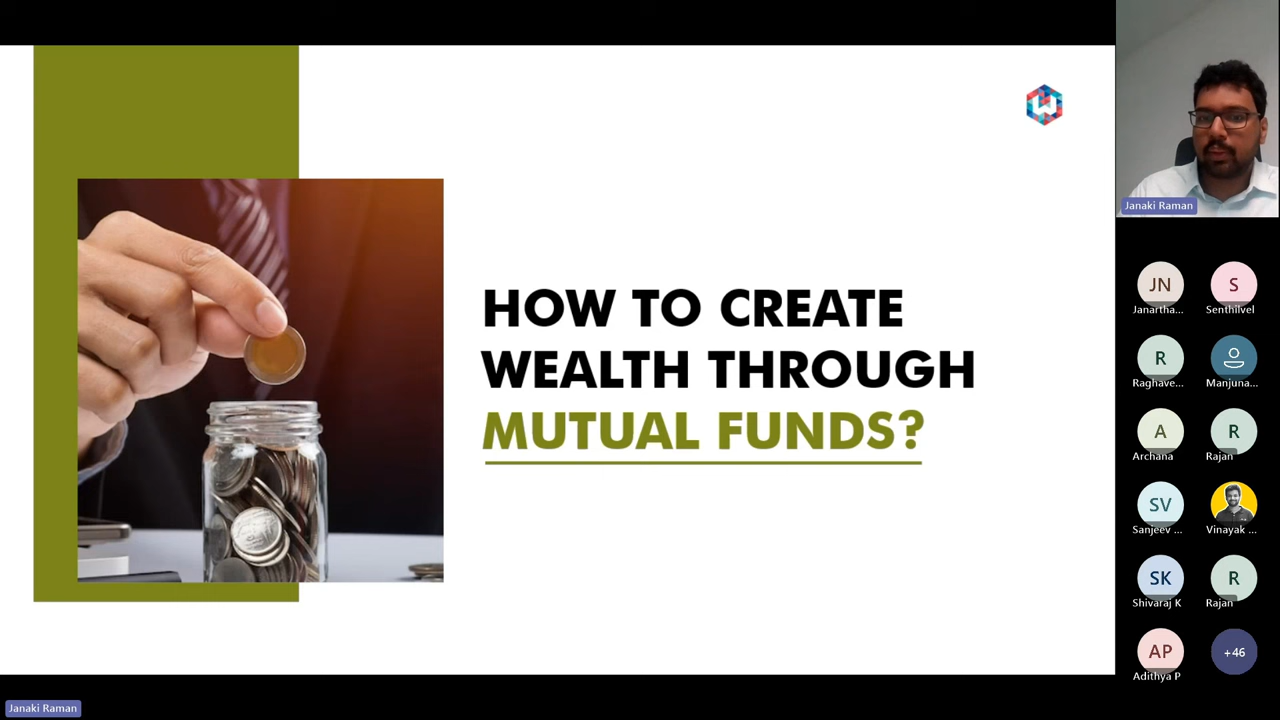 HOW TO CREATE
WEALTH THROUGH
MUTUAL FUNDS?
W
Janaki Raman
JN
Janartha...
S
Senthilvel
R
Raghave...
Manjuna...
A
Archana
R
Rajan
SV
Sanjeev ...
Vinayak ...
SK
Shivaraj K
R
Rajan
AP
Adithya P
+46
Janaki Raman